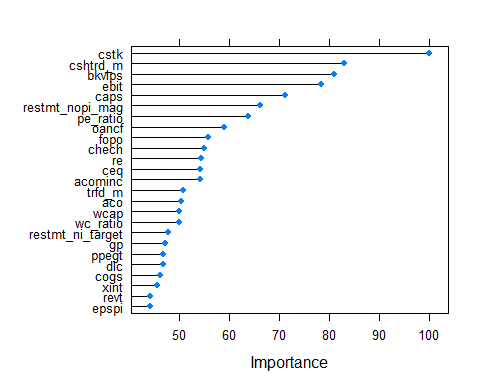 cstk
cshtrd_m
bkvlps
ebit
caps
restmt_nopi_mag
pe_ratio
oancf
fopo
chech
re
ceq
acominc
trfd_m
aco
wcap
wc_ratio
restmt_ni_target
gp
ppegt
dlc
cogs
xint
revt
epspi
50 60 70 80 90 100
Importance